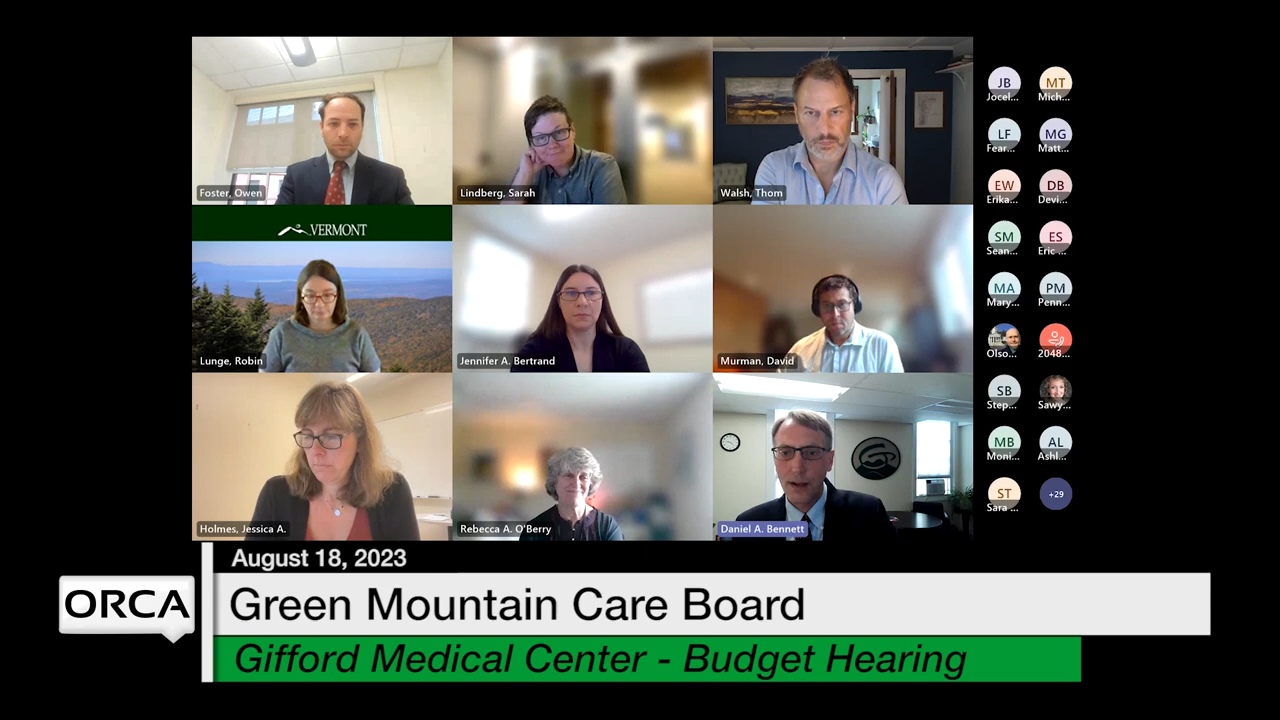 Foster, Owen
Lindberg, Sarah
Walsh, Thom
VERMONT
Lunge, Robin
Jennifer A. Bertrand
Murman, David
Holmes, Jessica A.
Rebecca A. O'Berry
Daniel A. Bennett
JB
Jocel...
MT
Mich...
LF
Fear...
MG
Matt...
EW
Erika...
DB
Devi...
SM
Sean...
ES
Eric ...
MA
Mary...
PM
Penn...
Olso...
2048...
SB
Step...
Sawy...
MB
Moni...
AL
Ashl...
ST
Sara ...
+29
August 18, 2023
ORCA
Green Mountain Care Board
Gifford Medical Center - Budget Hearing